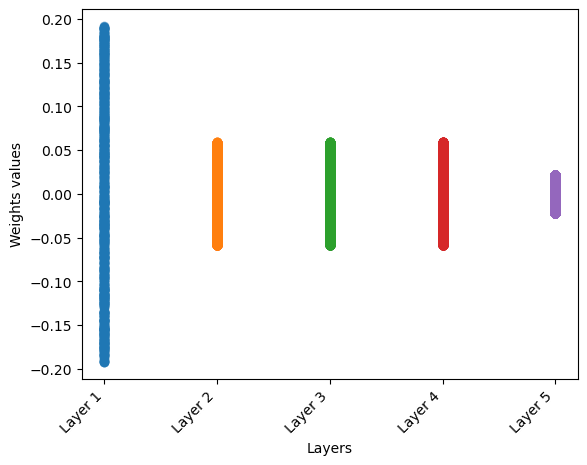 0.20
0.15
0.10
0.05
0.00
−0.05
−0.10
−0.15
−0.20
Weights values
Layer 1
Layer 2
Layer 3
Layer 4
Layer 5
Layers